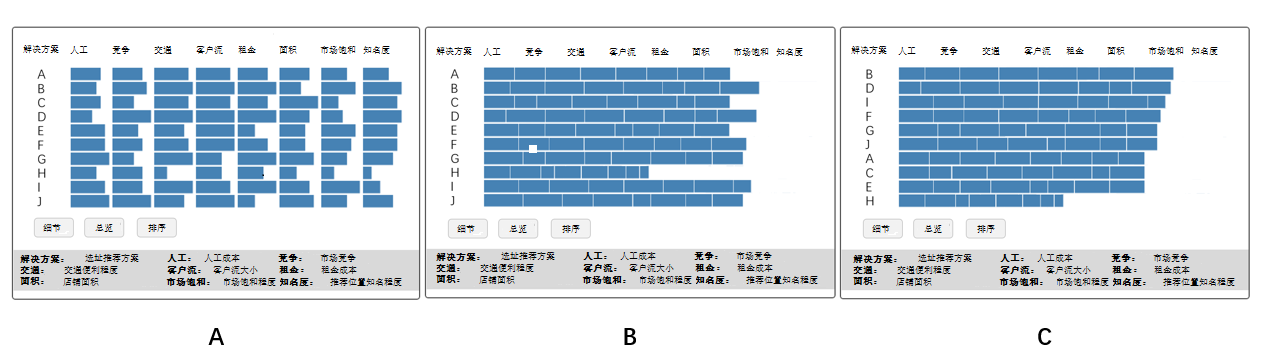 解决方案 人工 竞争 交通 客户流 租金 面积 市场饱和 知名度
A
B
C
D
E
F
G
H
I
J
细节 总览 排序
解决方案： 选址推荐方案 人工： 人工成本 竞争： 市场竞争
交通： 交通便利程度 客户流： 客户流大小 租金： 租金成本
面积： 店铺面积 市场饱和： 市场饱和程度 知名度： 推荐位置知名程度
A
解决方案 人工 竞争 交通 客户流 租金 面积 市场饱和 知名度
A
B
C
D
E
F
G
H
I
J
细节 总览 排序
解决方案： 选址推荐方案 人工： 人工成本 竞争： 市场竞争
交通： 交通便利程度 客户流： 客户流大小 租金： 租金成本
面积： 店铺面积 市场饱和： 市场饱和程度 知名度： 推荐位置知名程度
B
解决方案 人工 竞争 交通 客户流 租金 面积 市场饱和 知名度
B
D
I
F
G
J
A
C
E
H
细节 总览 排序
解决方案： 选址推荐方案 人工： 人工成本 竞争： 市场竞争
交通： 交通便利程度 客户流： 客户流大小 租金： 租金成本
面积： 店铺面积 市场饱和： 市场饱和程度 知名度： 推荐位置知名程度
C